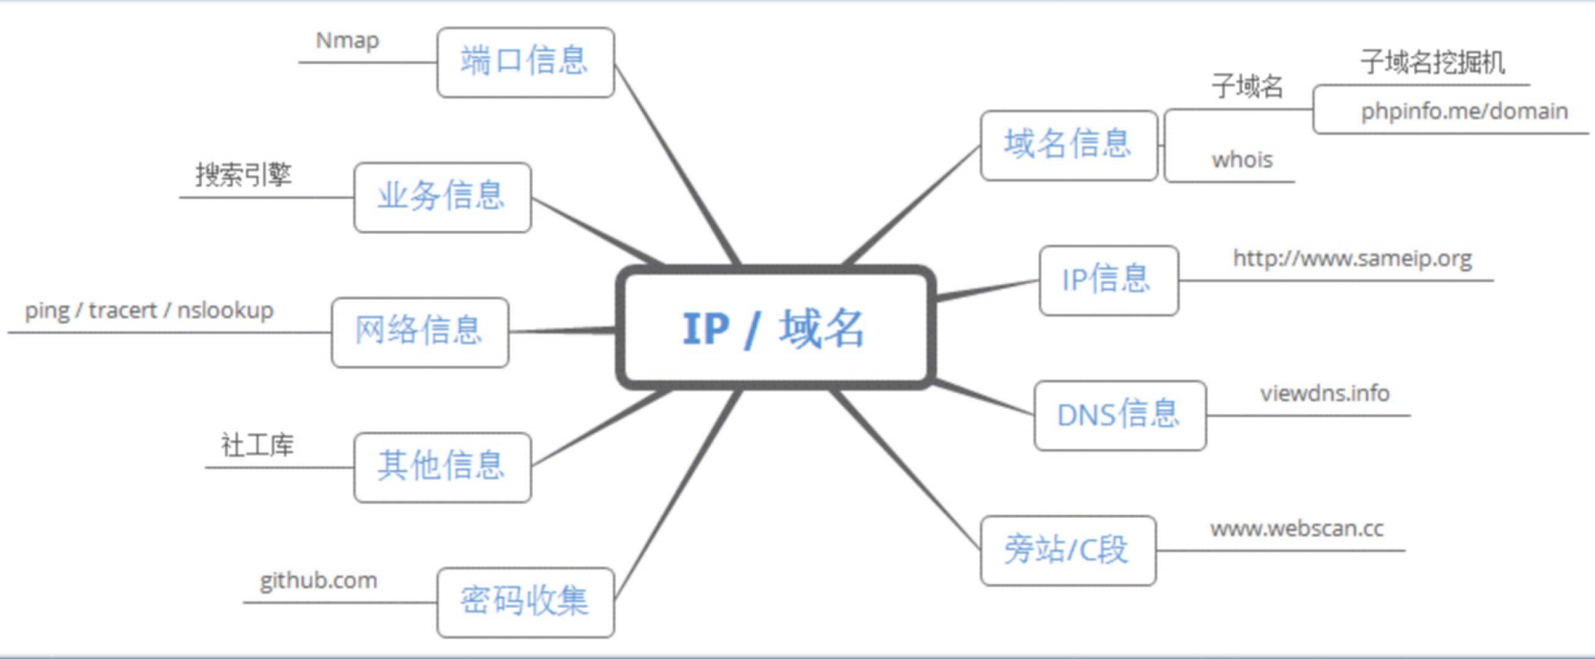 Nmap
端口信息
搜索引擎
业务信息
ping / tracert / nslookup
网络信息
社工库
其他信息
github.com
密码收集
IP / 域名
域名信息
子域名
子域名挖掘机
phpinfo.me/domain
whois
IP信息
http://www.sameip.org
DNS信息
viewdns.info
旁站/C段
www.webscan.cc